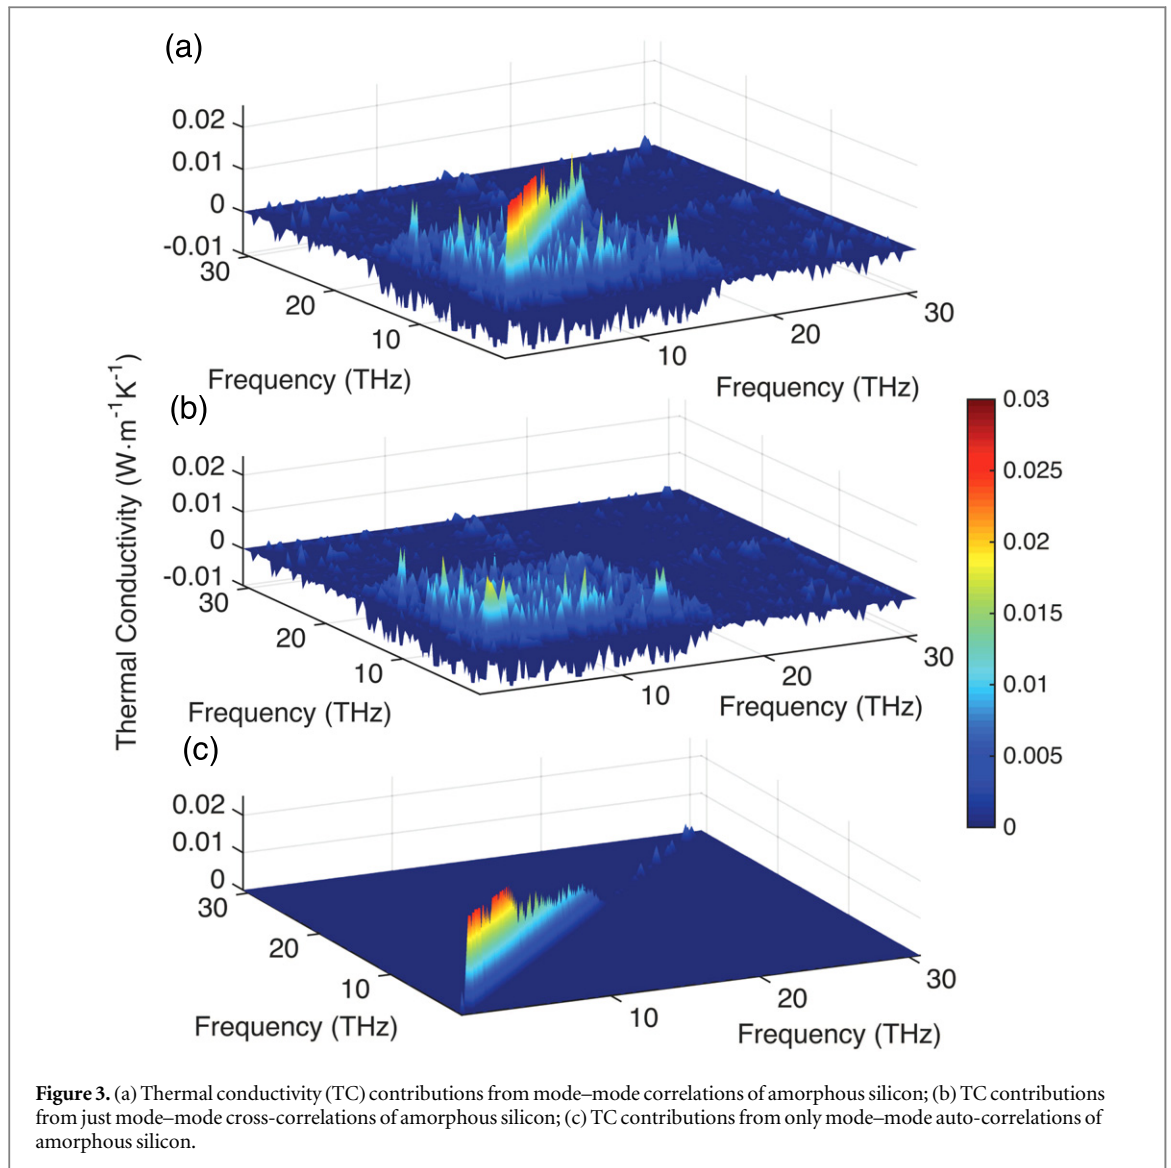 (a)
0.02
0.01
0
-0.01
30
20
10
10
20
30
Frequency (THz)
Frequency (THz)
(b)
0.02
0.01
0
-0.01
30
20
10
10
20
30
Frequency (THz)
Frequency (THz)
(c)
0.02
0.01
0
30
20
10
10
20
30
Frequency (THz)
Frequency (THz)
Thermal Conductivity (W·m⁻¹K⁻¹)
0.03
0.025
0.02
0.015
0.01
0.005
0
Figure 3. (a) Thermal conductivity (TC) contributions from mode–mode correlations of amorphous silicon; (b) TC contributions
from just mode–mode cross-correlations of amorphous silicon; (c) TC contributions from only mode–mode auto-correlations of
amorphous silicon.